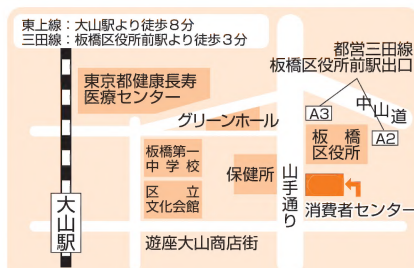 東上線：大山駅より徒歩８分
三田線：板橋区役所前駅より徒歩３分
都営三田線
板橋区役所前駅出口
東京都健康長寿
医療センター
中山道
グリーンホール
A3
A2
板橋
区役所
板橋第一
中学校
保健所
山手通り
区立
文化会館
消費者センター
大山駅
遊座大山商店街